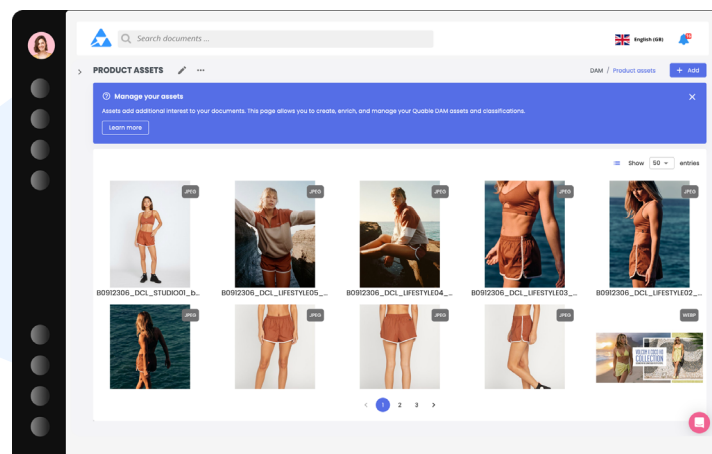 Search documents ...
English (GB)
PRODUCT ASSETS
DAM / Product assets
+ Add
Manage your assets
Assets add additional interest to your documents. This page allows you to create, enrich, and manage your Quable DAM assets and classifications.
Learn more
Show 50 entries
JPEG JPEG JPEG JPEG JPEG
B0912306_DCL_STUDIO01_b... B0912306_DCL_LIFESTYLE05_... B0912306_DCL_LIFESTYLE04_... B0912306_DCL_LIFESTYLE03_... B0912306_DCL_LIFESTYLE02_...
JPEG JPEG JPEG JPEG WEBP
COLLECTION
1 2 3